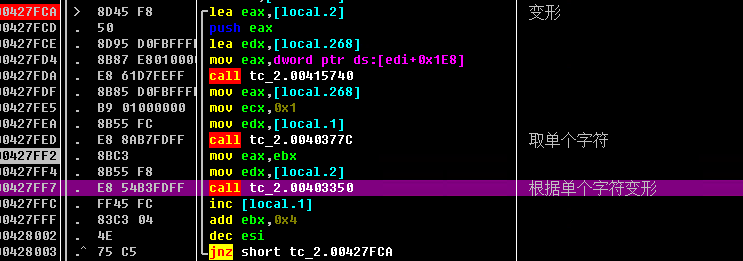 00427FCA > 8D45 F8 lea eax,[local.2] 变形
00427FCD . 50 push eax
00427FCE . 8D95 D0FBFFFF lea edx,[local.268]
00427FD4 . 8B87 E8010000 mov eax,dword ptr ds:[edi+0x1E8]
00427FDA . E8 61D7FEFF call tc_2.00415740
00427FDF . 8B85 D0FBFFFF mov eax,[local.268]
00427FE5 . B9 01000000 mov ecx,0x1
00427FEA . 8B55 FC mov edx,[local.1]
00427FED . E8 8AB7FDFF call tc_2.0040377C 取单个字符
00427FF2 . 8BC3 mov eax,ebx
00427FF4 . 8B55 F8 mov edx,[local.2]
00427FF7 . E8 54B3FDFF call tc_2.00403350 根据单个字符变形
00427FFC . FF45 FC inc [local.1]
00427FFF . 83C3 04 add ebx,0x4
00428002 . 4E dec esi
00428003 .^ 75 C5 jnz short tc_2.00427FCA